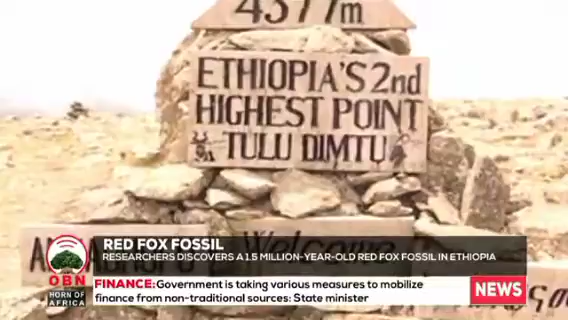 4377m
ETHIOPIA'S 2nd
HIGHEST POINT
TULU DIMTU
Welcome
OBN
RED FOX FOSSIL
RESEARCHERS DISCOVERS A 1.5 MILLION-YEAR-OLD RED FOX FOSSIL IN ETHIOPIA
OBN
HORN OF
AFRICA
FINANCE: Government is taking various measures to mobilize
finance from non-traditional sources: State minister
NEWS